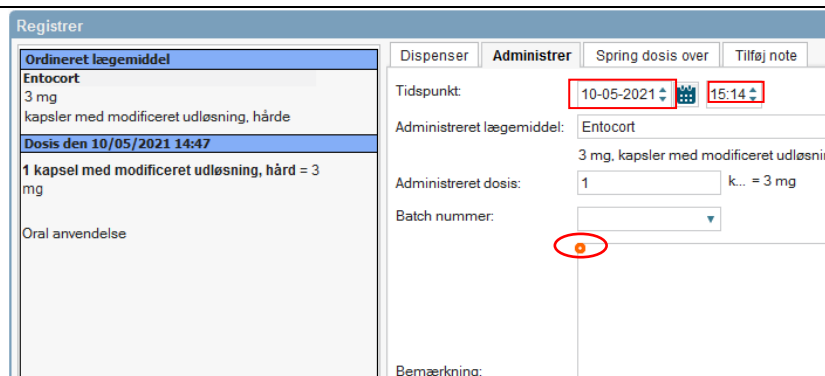 Registrer
Ordineret lægemiddel
Entocort
3 mg
kapsler med modificeret udløsning, hårde
Dosis den 10/05/2021 14:47
1 kapsel med modificeret udløsning, hård = 3
mg
Oral anvendelse
Dispenser Administrer Spring dosis over Tilføj note
Tidspunkt: 10-05-2021 15:14
Administreret lægemiddel: Entocort
3 mg, kapsler med modificeret
Administreret dosis: 1 k... = 3 mg
Batch nummer:
Bemærkning: